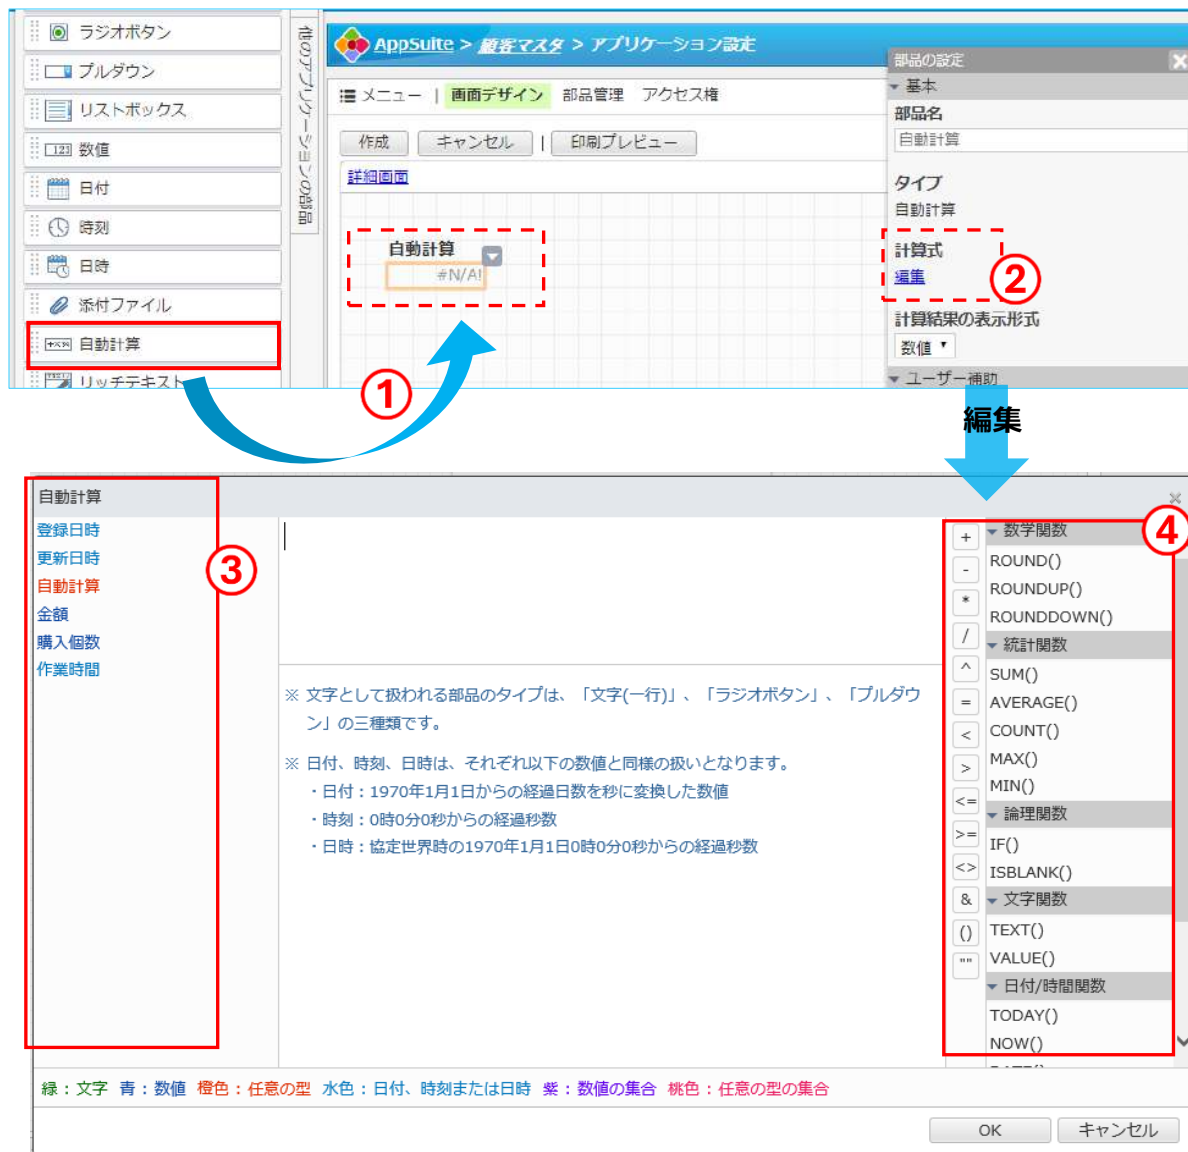 ラジオボタン
プルダウン
リストボックス
数値
日付
時刻
日時
添付ファイル
自動計算
リッチテキスト
他のアプリケーションの部品
AppSuite > 顧客マスタ > アプリケーション設定
メニュー | 画面デザイン 部品管理 アクセス権
作成 キャンセル | 印刷プレビュー
詳細画面
自動計算
#N/A!
①
部品の設定
基本
部品名
自動計算
タイプ
自動計算
計算式
編集
②
計算結果の表示形式
数値
ユーザー補助
編集
自動計算
登録日時
更新日時
自動計算
金額
購入個数
作業時間
③
※ 文字として扱われる部品のタイプは、「文字(一行)」、「ラジオボタン」、「プルダウ
ン」の三種類です。
※ 日付、時刻、日時は、それぞれ以下の数値と同様の扱いとなります。
・日付：1970年1月1日からの経過日数を秒に変換した数値
・時刻：0時0分0秒からの経過秒数
・日時：協定世界時の1970年1月1日0時0分0秒からの経過秒数
+
-
*
/
^
=
<
>
<=
>=
<>
&
()
""
④
数学関数
ROUND()
ROUNDUP()
ROUNDDOWN()
統計関数
SUM()
AVERAGE()
COUNT()
MAX()
MIN()
論理関数
IF()
ISBLANK()
文字関数
TEXT()
VALUE()
日付/時間関数
TODAY()
NOW()
緑：文字 青：数値 橙色：任意の型 水色：日付、時刻または日時 紫：数値の集合 桃色：任意の型の集合
OK キャンセル